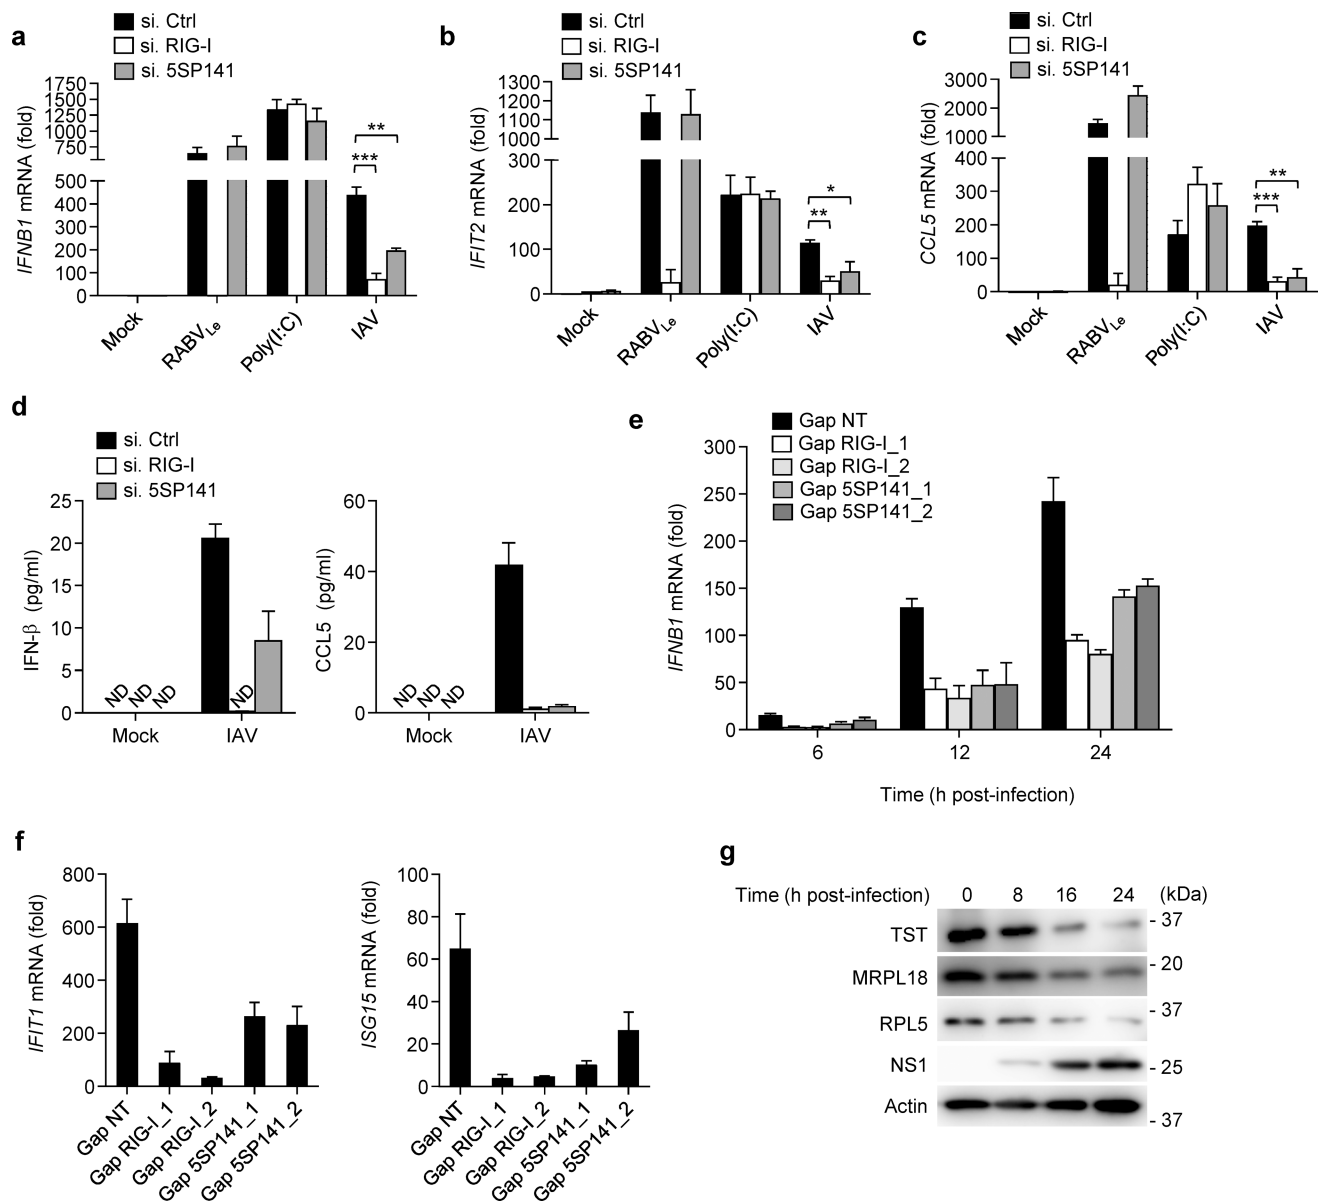 a
si. Ctrl
si. RIG-I
si. 5SP141
IFNB1 mRNA (fold)
1750
1500
1250
1000
750
500
400
300
200
100
0
**
***
Mock
RABVLe
Poly(I:C)
IAV
b
si. Ctrl
si. RIG-I
si. 5SP141
IFIT2 mRNA (fold)
1300
1200
1100
1000
300
200
100
0
*
**
Mock
RABVLe
Poly(I:C)
IAV
c
si. Ctrl
si. RIG-I
si. 5SP141
CCL5 mRNA (fold)
3000
2000
1000
400
300
200
100
0
**
***
Mock
RABVLe
Poly(I:C)
IAV
d
si. Ctrl
si. RIG-I
si. 5SP141
IFN-β (pg/ml)
25
20
15
10
5
0
ND ND ND
ND
Mock IAV
CCL5 (pg/ml)
60
40
20
0
ND ND ND
Mock IAV
e
Gap NT
Gap RIG-I_1
Gap RIG-I_2
Gap 5SP141_1
Gap 5SP141_2
IFNB1 mRNA (fold)
300
250
200
150
100
50
0
6 12 24
Time (h post-infection)
f
IFIT1 mRNA (fold)
800
600
400
200
0
Gap NT
Gap RIG-I_1
Gap RIG-I_2
Gap 5SP141_1
Gap 5SP141_2
ISG15 mRNA (fold)
100
80
60
40
20
0
Gap NT
Gap RIG-I_1
Gap RIG-I_2
Gap 5SP141_1
Gap 5SP141_2
g
Time (h post-infection) 0 8 16 24 (kDa)
TST - 37
MRPL18 - 20
RPL5 - 37
NS1 - 25
Actin - 37